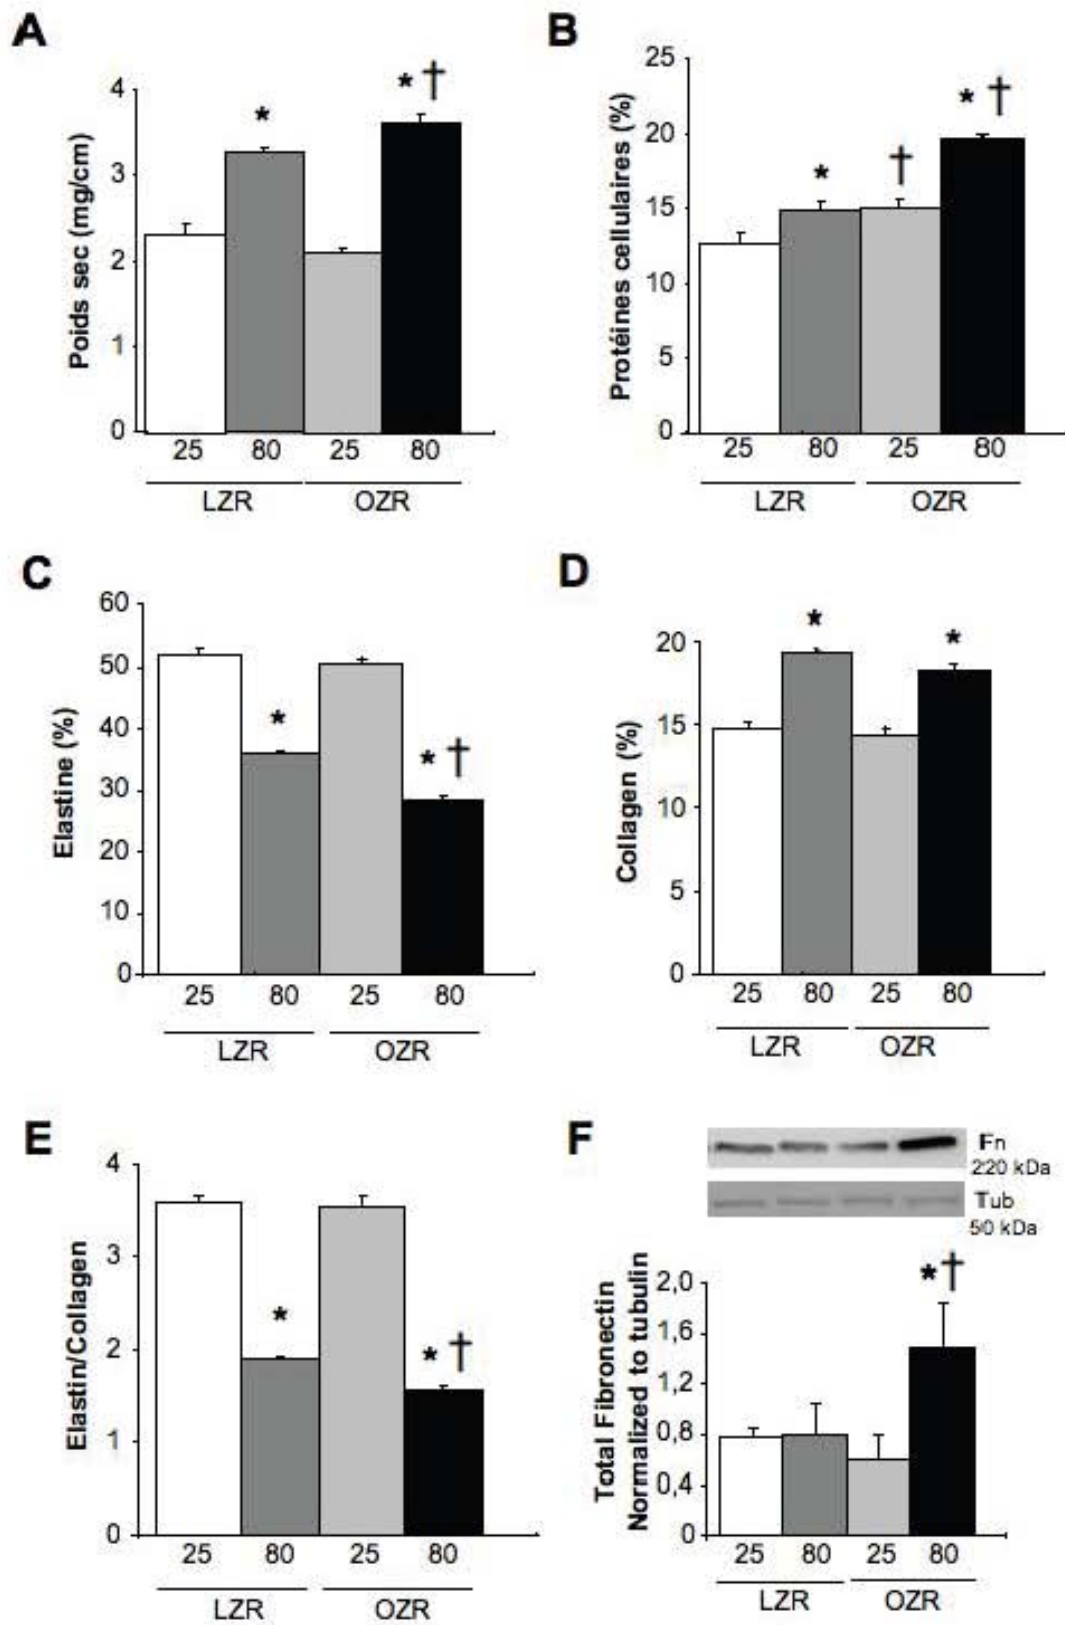 A
Poids sec (mg/cm)
4
3
2
1
0
*
* †
25 80 25 80
LZR OZR
B
Protéines cellulaires (%)
25
20
15
10
5
0
*
†
* †
25 80 25 80
LZR OZR
C
Elastine (%)
60
50
40
30
20
10
0
*
* †
25 80 25 80
LZR OZR
D
Collagen (%)
20
15
10
5
0
*
*
25 80 25 80
LZR OZR
E
Elastin/Collagen
4
3
2
1
0
*
* †
25 80 25 80
LZR OZR
F
Fn
220 kDa
Tub
50 kDa
Total Fibronectin
Normalized to tubulin
2,0
1,6
1,2
0,8
0,4
0
*†
25 80 25 80
LZR OZR